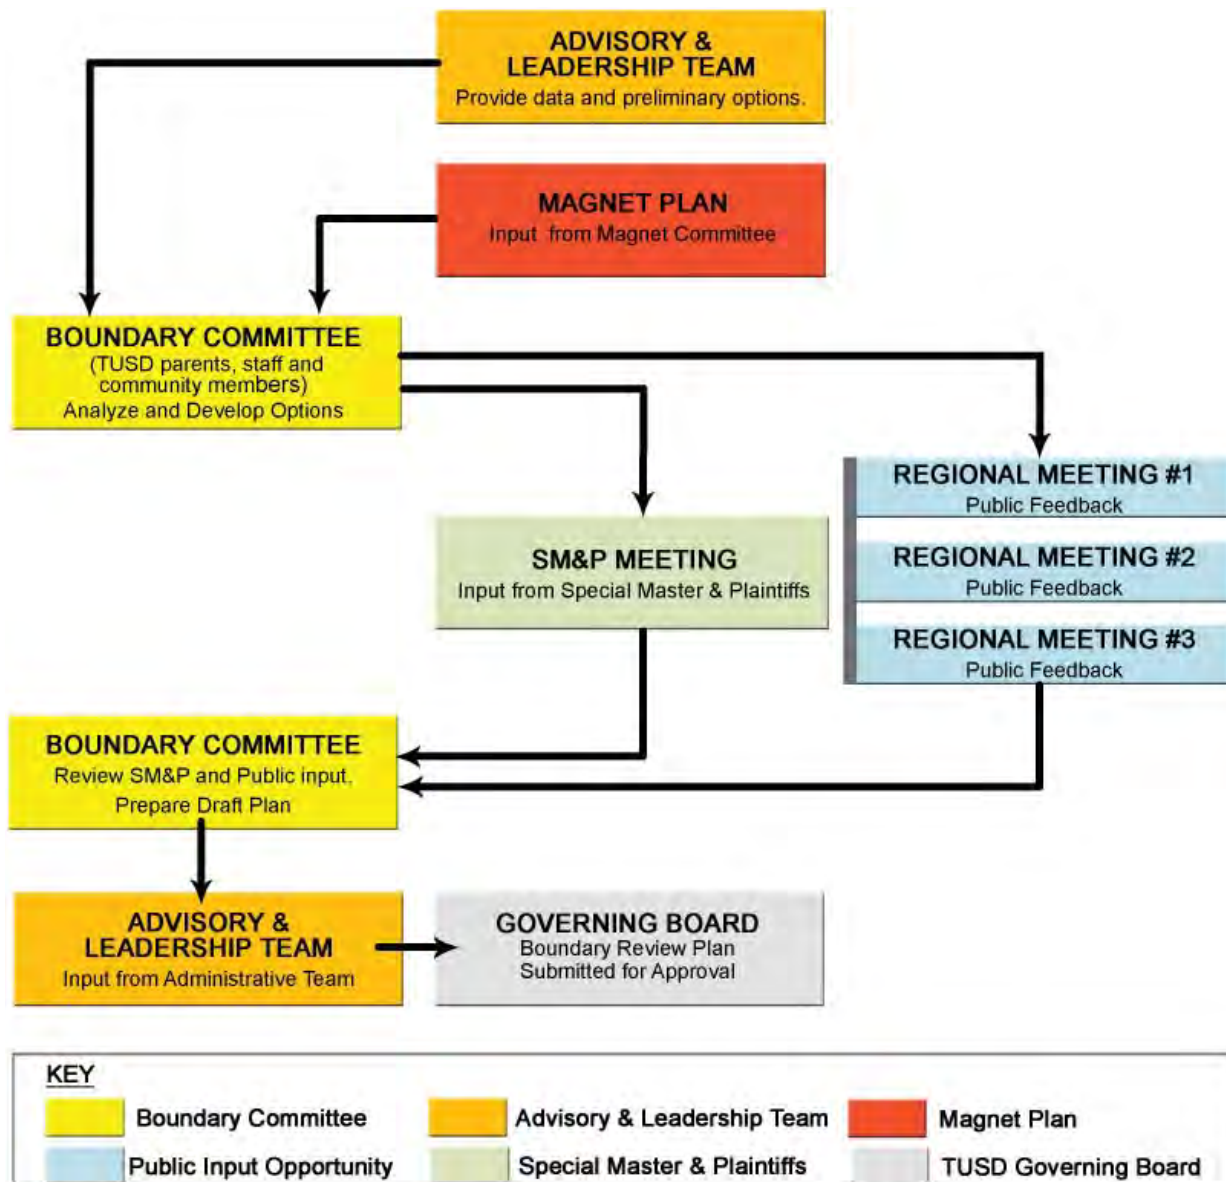 ADVISORY &
LEADERSHIP TEAM
Provide data and preliminary options.
MAGNET PLAN
Input from Magnet Committee
BOUNDARY COMMITTEE
(TUSD parents, staff and
community members)
Analyze and Develop Options
REGIONAL MEETING #1
Public Feedback
REGIONAL MEETING #2
Public Feedback
REGIONAL MEETING #3
Public Feedback
SM&P MEETING
Input from Special Master & Plaintiffs
BOUNDARY COMMITTEE
Review SM&P and Public input.
Prepare Draft Plan
ADVISORY &
LEADERSHIP TEAM
Input from Administrative Team
GOVERNING BOARD
Boundary Review Plan
Submitted for Approval
KEY
Boundary Committee
Advisory & Leadership Team
Magnet Plan
Public Input Opportunity
Special Master & Plaintiffs
TUSD Governing Board